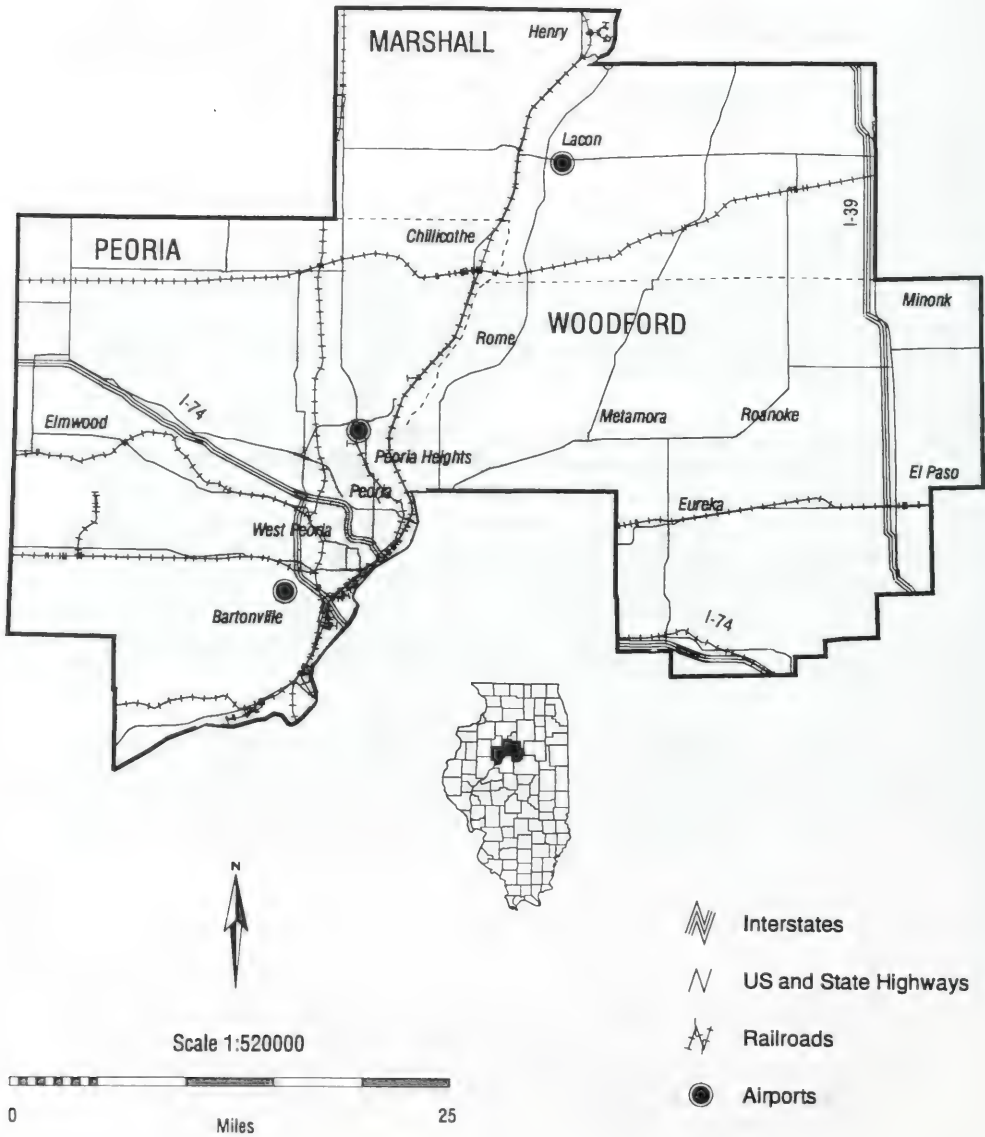 MARSHALL
Henry
Lacon
I-39
PEORIA
Chillicothe
Minonk
Rome
WOODFORD
I-74
Elmwood
Metamora
Roanoke
Peoria Heights
Peoria
El Paso
West Peoria
Eureka
Bartonville
I-74
N
Scale 1:520000
0
25
Miles
Interstates
US and State Highways
Railroads
Airports